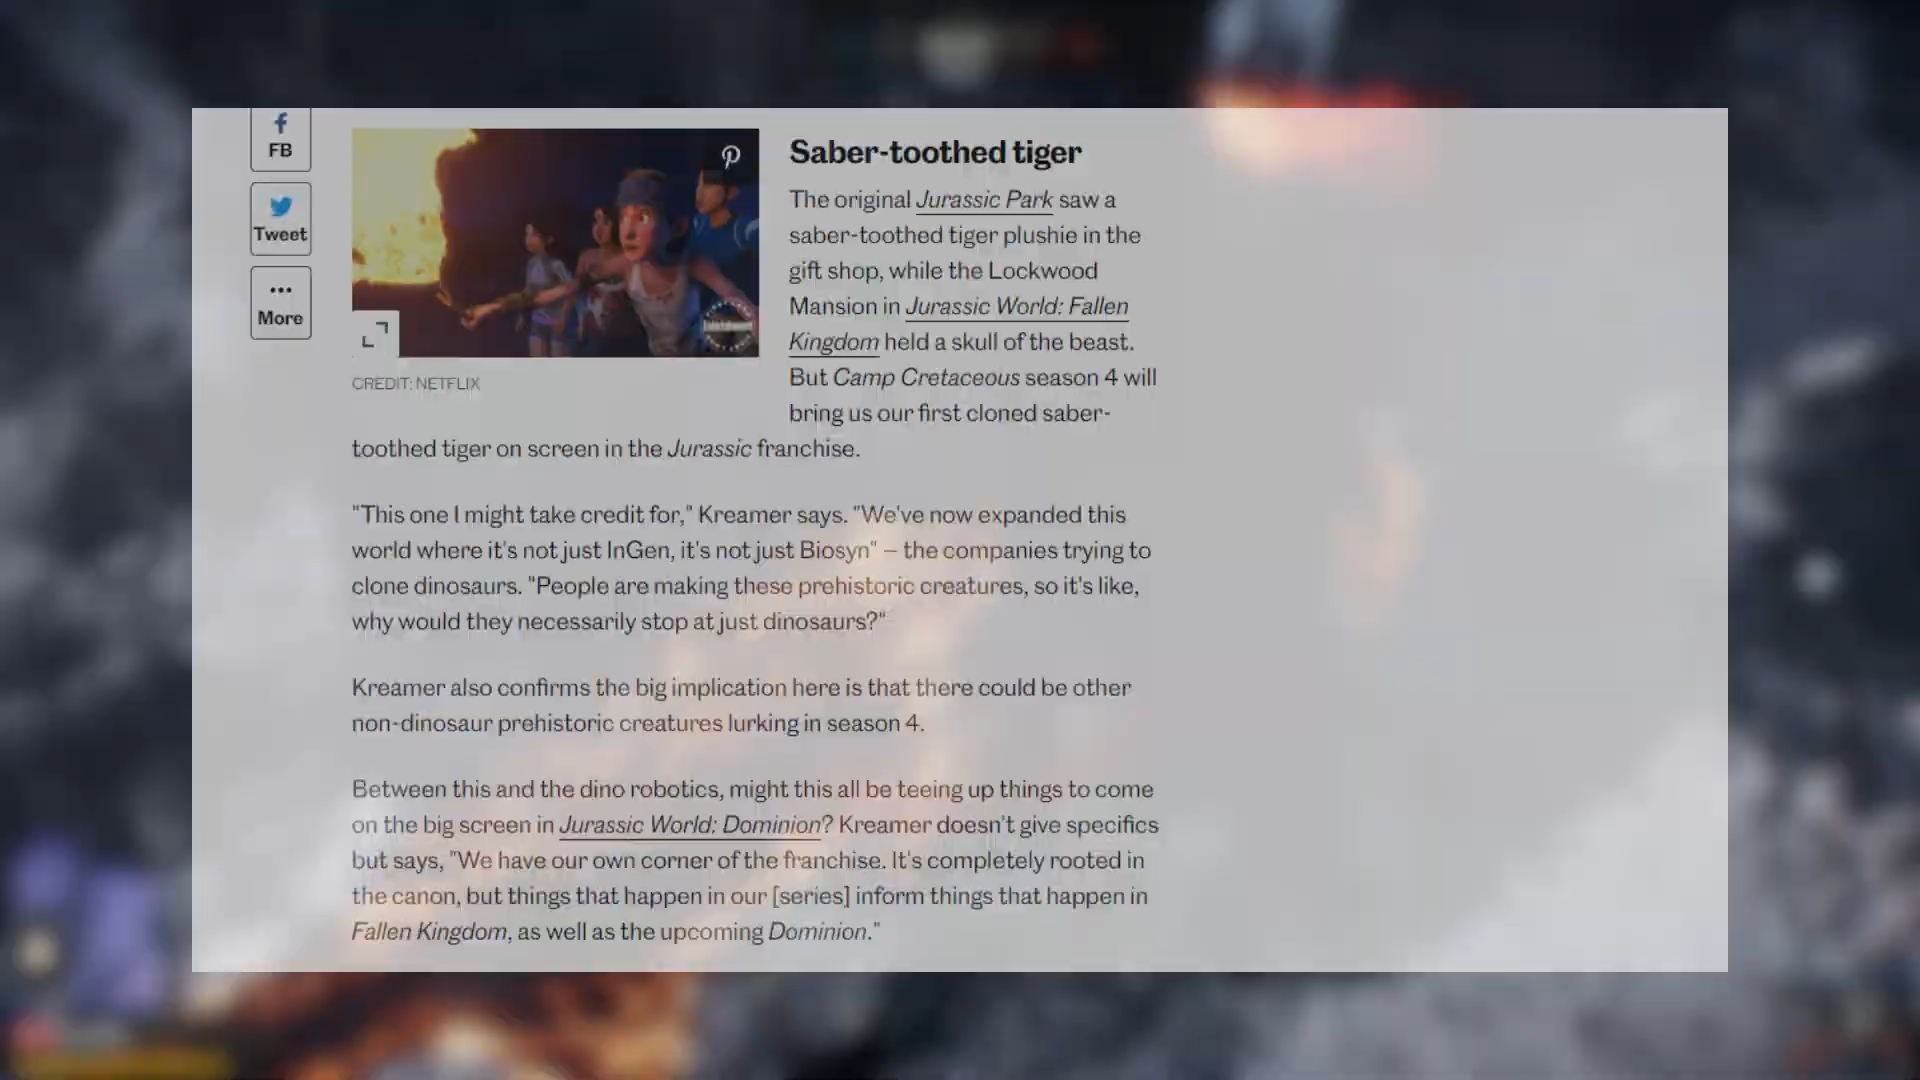 FB
Tweet
More
CREDIT: NETFLIX
Saber-toothed tiger
The original Jurassic Park saw a
saber-toothed tiger plushie in the
gift shop, while the Lockwood
Mansion in Jurassic World: Fallen
Kingdom held a skull of the beast.
But Camp Cretaceous season 4 will
bring us our first cloned saber-
toothed tiger on screen in the Jurassic franchise.
"This one I might take credit for," Kreamer says. "We've now expanded this
world where it's not just InGen, it's not just Biosyn" – the companies trying to
clone dinosaurs. "People are making these prehistoric creatures, so it's like,
why would they necessarily stop at just dinosaurs?"
Kreamer also confirms the big implication here is that there could be other
non-dinosaur prehistoric creatures lurking in season 4.
Between this and the dino robotics, might this all be teeing up things to come
on the big screen in Jurassic World: Dominion? Kreamer doesn't give specifics
but says, "We have our own corner of the franchise. It's completely rooted in
the canon, but things that happen in our [series] inform things that happen in
Fallen Kingdom, as well as the upcoming Dominion."